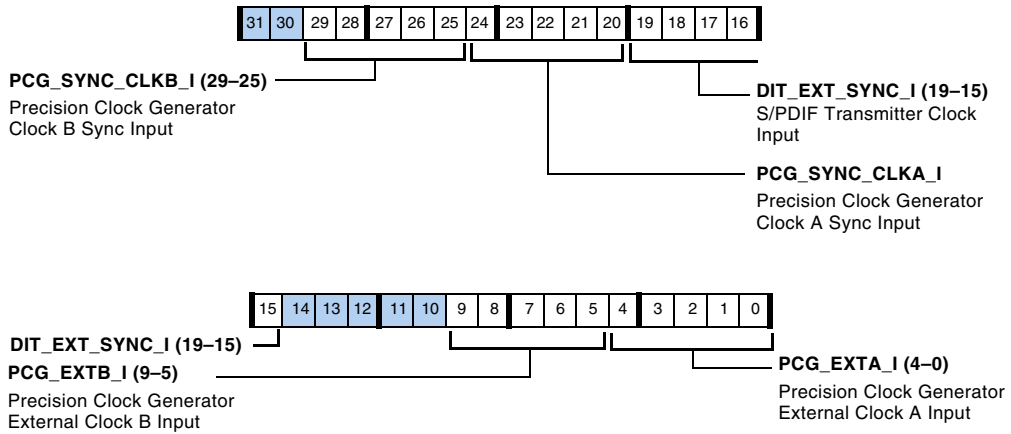 31 30 29 28 27 26 25 24 23 22 21 20 19 18 17 16
PCG_SYNC_CLKB_I (29–25)
Precision Clock Generator
Clock B Sync Input
DIT_EXT_SYNC_I (19–15)
S/PDIF Transmitter Clock
Input
PCG_SYNC_CLKA_I
Precision Clock Generator
Clock A Sync Input
15 14 13 12 11 10 9 8 7 6 5 4 3 2 1 0
DIT_EXT_SYNC_I (19–15)
PCG_EXTB_I (9–5)
Precision Clock Generator
External Clock B Input
PCG_EXTA_I (4–0)
Precision Clock Generator
External Clock A Input